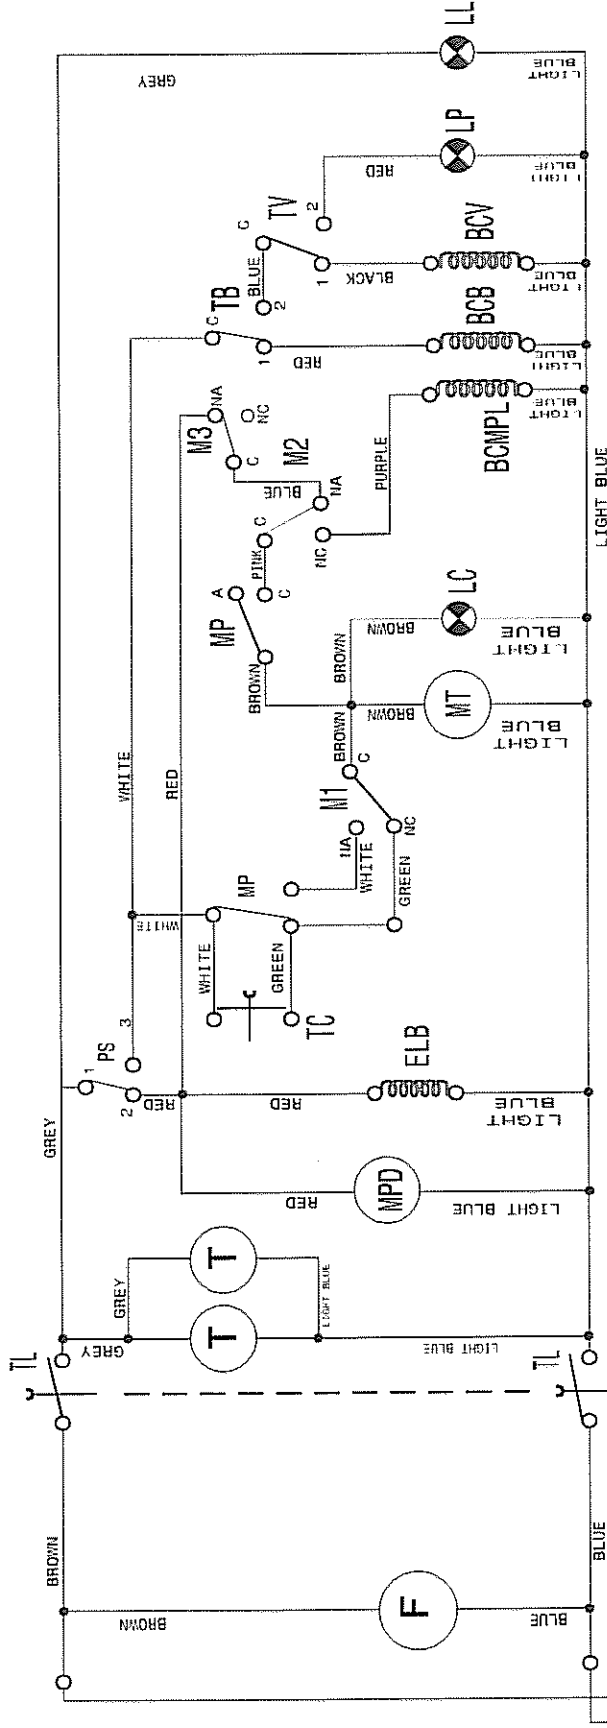 BROWN
BROWN
F
BLUE
BLUE
TL
TL
GREY
GREY
T
T
LIGHT BLUE
LIGHT BLUE
GREY
RED
MPD
LIGHT BLUE
PS
1
2
3
RED
RED
ELB
LIGHT
BLUE
WHITE
WHITE
GREEN
TC
MP
WHITE
RED
NA
WHITE
M1
C
NC
GREEN
BROWN
BROWN
MT
LIGHT
BLUE
BROWN
BROWN
LC
LIGHT
BLUE
BROWN
MP
A
C
PINK
C
NC
NA
M2
BLUE
C
M3
NA
NC
PURPLE
BCMPL
LIGHT
BLUE
C
TB
1
2
RED
BCB
LIGHT
BLUE
BLUE
C
TV
1
2
BLACK
BCV
LIGHT
BLUE
RED
LP
LIGHT
BLUE
GREY
LL
LIGHT
BLUE
LIGHT BLUE